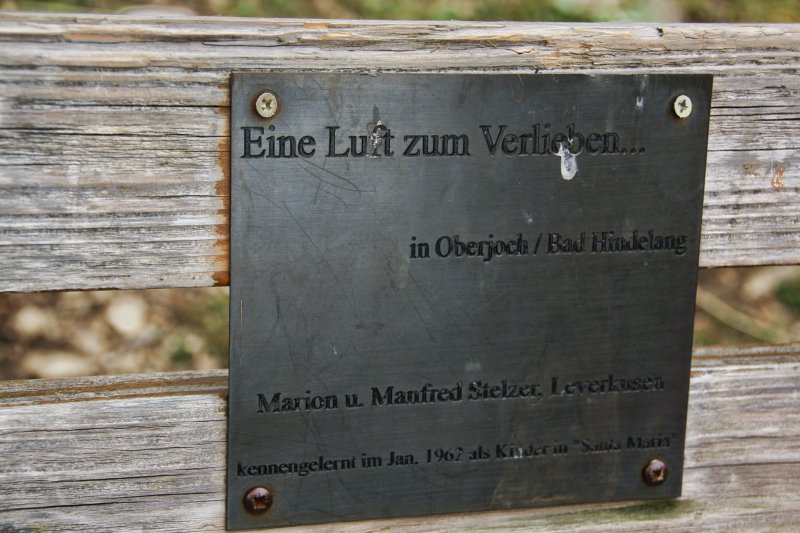 Eine Luft zum Verlieben...
in Oberjoch / Bad Hindelang
Marion u. Manfred Stelzer, Leverkusen
kennengelernt im Jan. 1962 als Kinder in "Santa Maria"